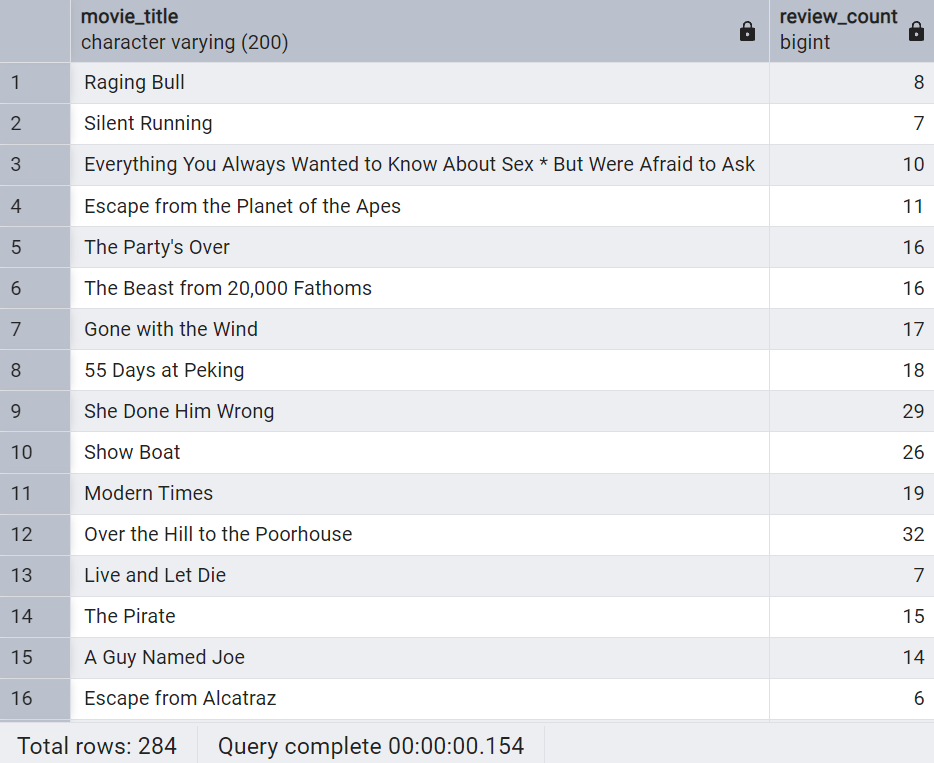 movie_title review_count
character varying (200) bigint
1 Raging Bull 8
2 Silent Running 7
3 Everything You Always Wanted to Know About Sex * But Were Afraid to Ask 10
4 Escape from the Planet of the Apes 11
5 The Party's Over 16
6 The Beast from 20,000 Fathoms 16
7 Gone with the Wind 17
8 55 Days at Peking 18
9 She Done Him Wrong 29
10 Show Boat 26
11 Modern Times 19
12 Over the Hill to the Poorhouse 32
13 Live and Let Die 7
14 The Pirate 15
15 A Guy Named Joe 14
16 Escape from Alcatraz 6
Total rows: 284 Query complete 00:00:00.154